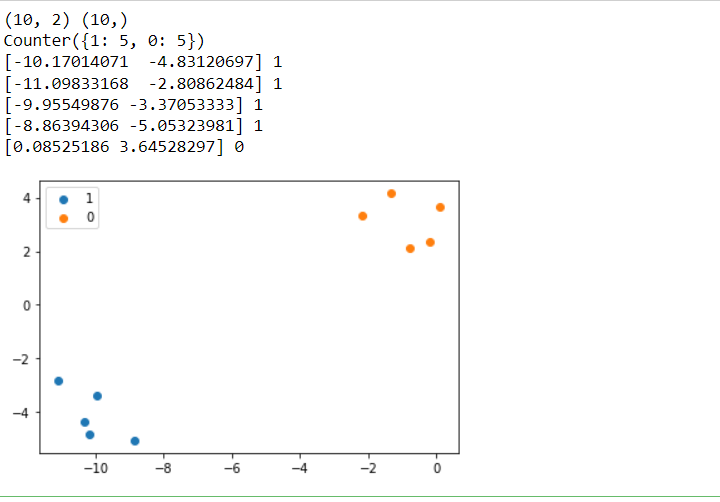 (10, 2) (10,)
Counter({1: 5, 0: 5})
[-10.17014071  -4.83120697] 1
[-11.09833168  -2.80862484] 1
[-9.95549876 -3.37053333] 1
[-8.86394306 -5.05323981] 1
[0.08525186 3.64528297] 0
1
0
4
2
0
−2
−4
−10 −8 −6 −4 −2 0